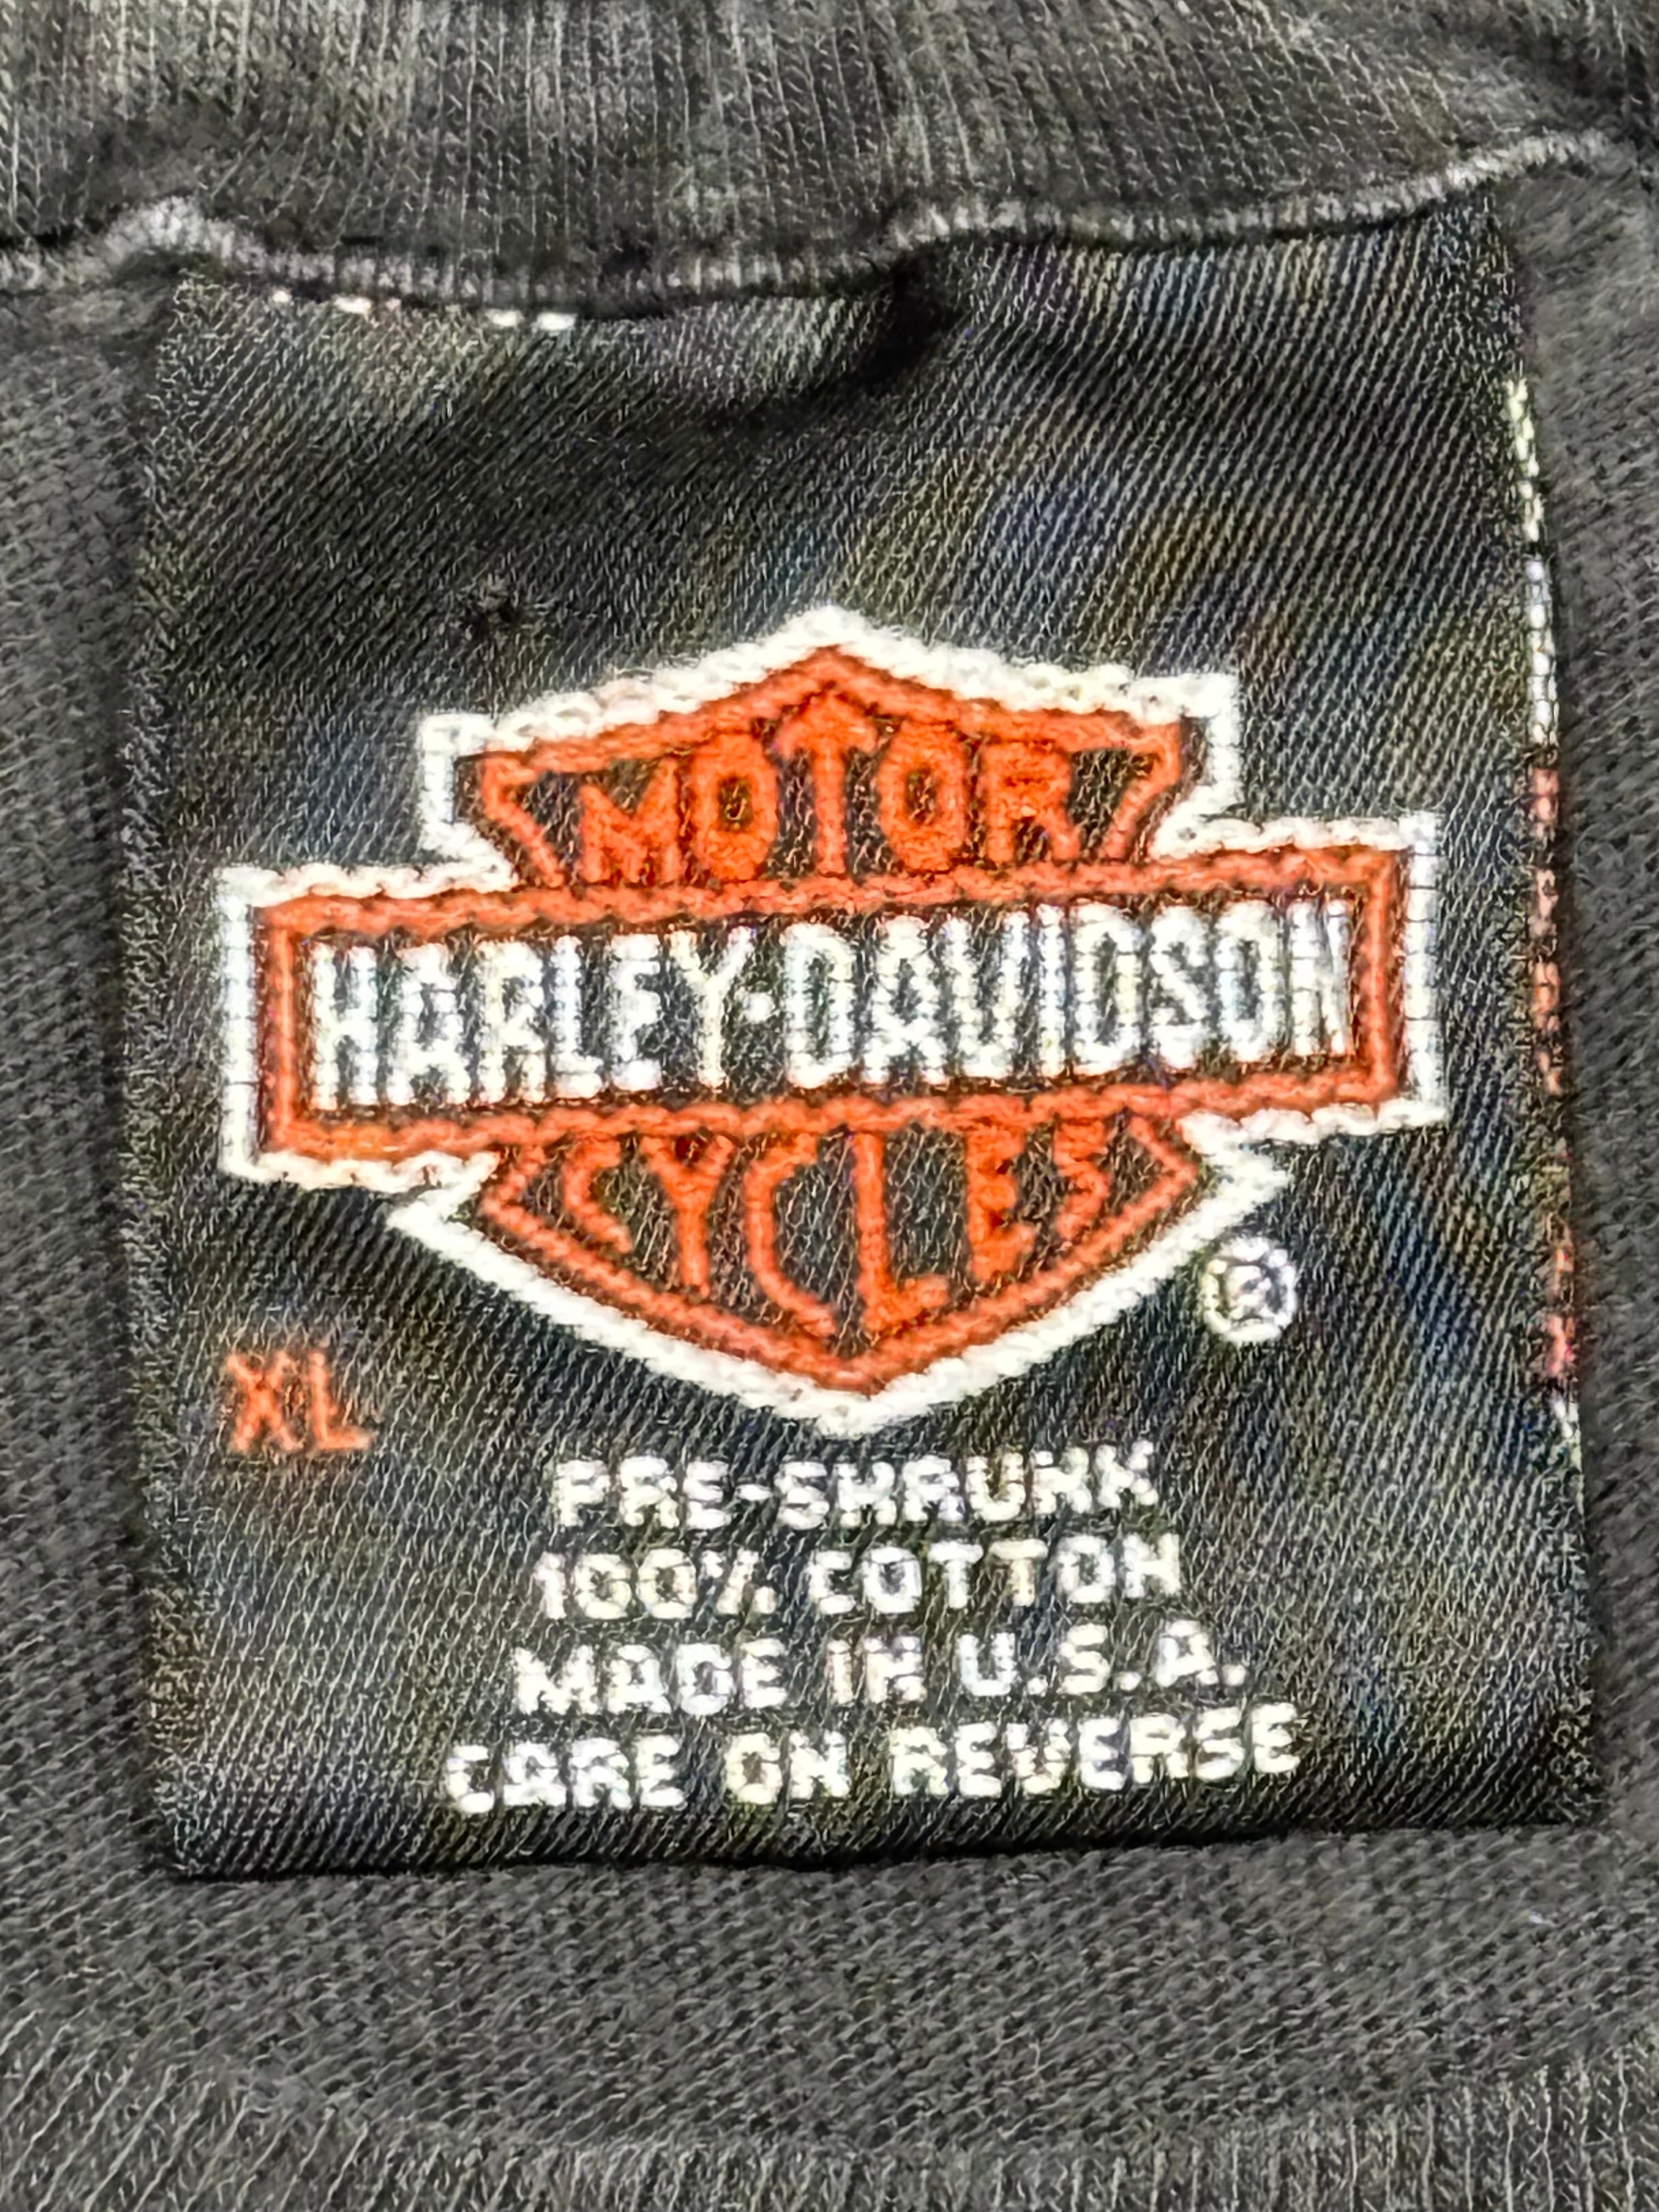 MOTOR
HARLEY-DAVIDSON
CYCLES
®
XL
PRE-SHRUNK
100% COTTON
MADE IN U.S.A.
CARE ON REVERSE